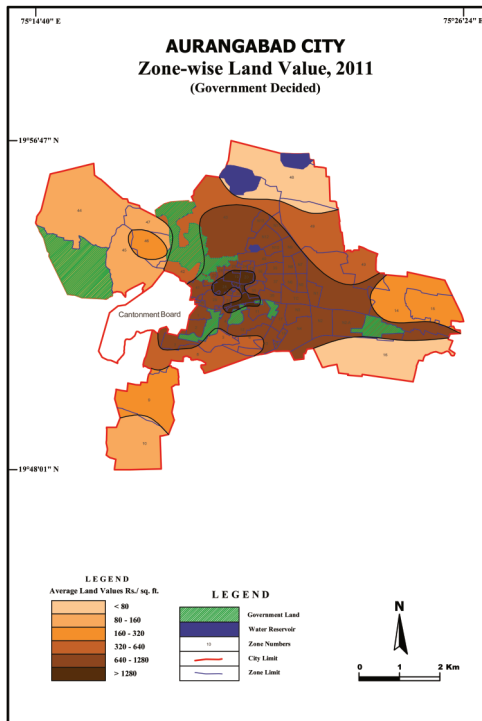 75°14'40" E
75°26'24" E
AURANGABAD CITY
Zone-wise Land Value, 2011
(Government Decided)
19°56'47" N
Cantonment Board
19°48'01" N
LEGEND
Average Land Values Rs./ sq. ft.
< 80
80 - 160
160 - 320
320 - 640
640 - 1280
> 1280
LEGEND
Government Land
Water Reservoir
Zone Numbers
City Limit
Zone Limit
N
0 1 2 Km